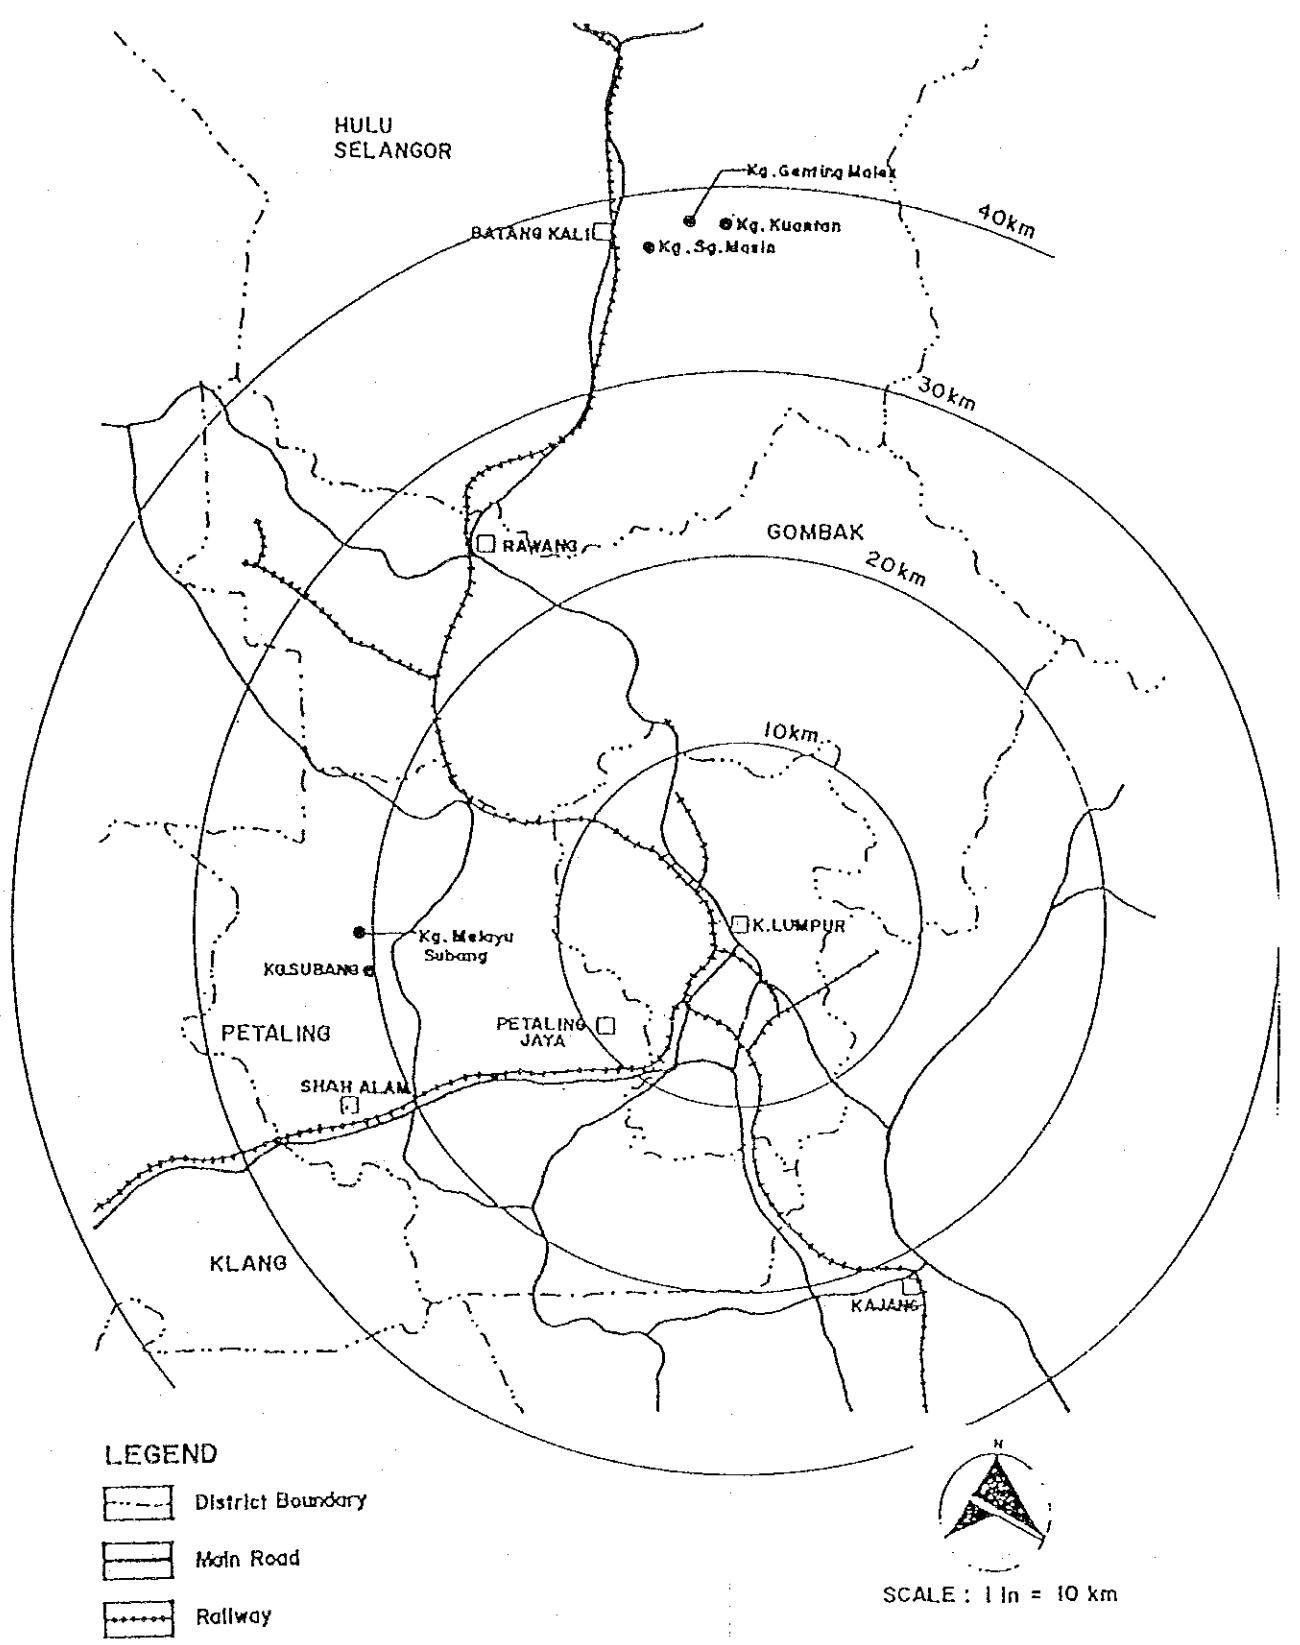 HULU
SELANGOR
Kg. Genting Malek
40km
BATANG KALI
Kg. Kuantan
Kg. Sg. Masin
30km
GOMBAK
RAWANG
20km
10km
K.LUMPUR
Kg. Melayu
Subang
KG.SUBANG
PETALING
PETALING
JAYA
SHAH ALAM
KLANG
KAJANG
LEGEND
District Boundary
Main Road
Railway
N
SCALE : 1 In = 10 km